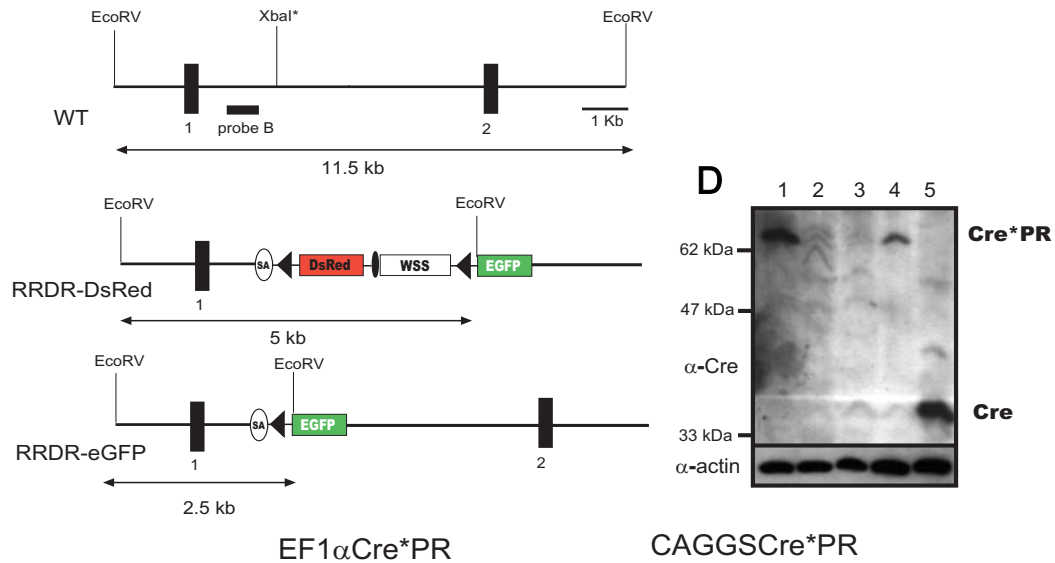 EcoRV
XbaI*
EcoRV
WT
1
probe B
2
1 Kb
11.5 kb
EcoRV
EcoRV
SA
DsRed
WSS
EGFP
RRDR-DsRed
1
5 kb
EcoRV
EcoRV
SA
EGFP
RRDR-eGFP
1
2
2.5 kb
EF1αCre*PR
CAGGSCre*PR
D
1 2 3 4 5
Cre*PR
62 kDa
47 kDa
α-Cre
Cre
33 kDa
α-actin